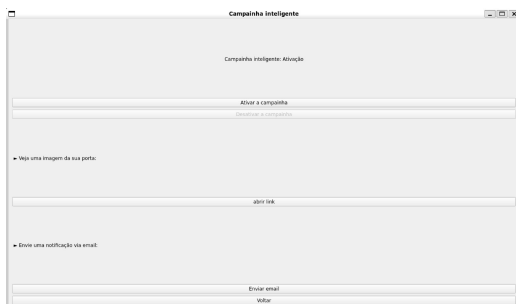 Campainha inteligente
Campainha inteligente: Ativação
Ativar a campainha
Desativar a campainha
► Veja uma imagem da sua porta:
abrir link
► Envie uma notificação via email:
Enviar email
Voltar